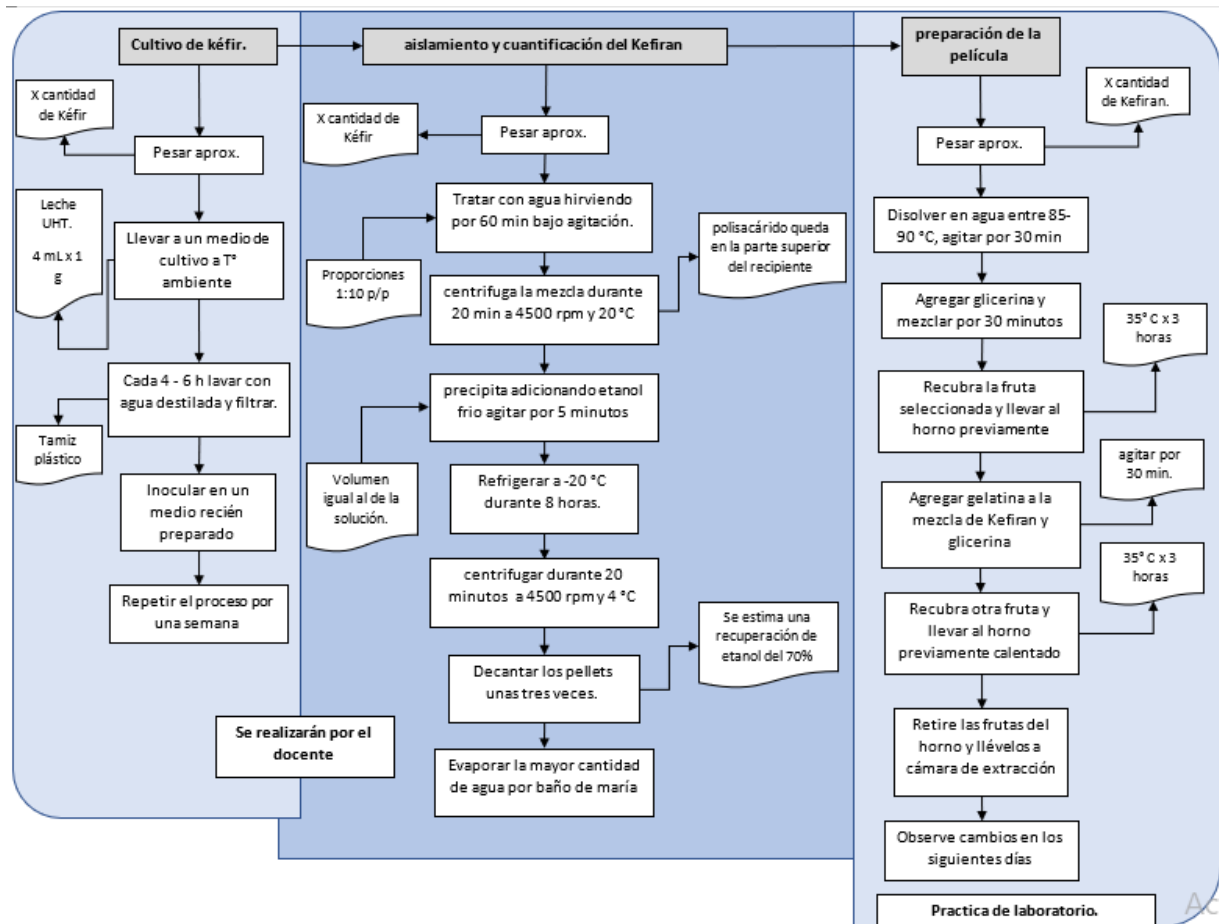 Cultivo de kéfir.
X cantidad
de Kéfir
Pesar aprox.
Leche
UHT.
4 mL x 1
g
Llevar a un medio de
cultivo a T°
ambiente
Cada 4 - 6 h lavar con
agua destilada y filtrar.
Tamiz
plástico
Inocular en un
medio recién
preparado
Repetir el proceso por
una semana
Se realizarán por el
docente
aislamiento y cuantificación del Kefiran
X cantidad de
Kéfir
Pesar aprox.
Tratar con agua hirviendo
por 60 min bajo agitación.
Proporciones
1:10 p/p
polisacárido queda
en la parte superior
del recipiente
centrifuga la mezcla durante
20 min a 4500 rpm y 20 °C
precipita adicionando etanol
frio agitar por 5 minutos
Volumen
igual al de la
solución.
Refrigerar a -20 °C
durante 8 horas.
centrifugar durante 20
minutos a 4500 rpm y 4 °C
Se estima una
recuperación de
etanol del 70%
Decantar los pellets
unas tres veces.
Evaporar la mayor cantidad
de agua por baño de maría
preparación de la
película
X cantidad
de Kefiran.
Pesar aprox.
Disolver en agua entre 85-
90 °C, agitar por 30 min
Agregar glicerina y
mezclar por 30 minutos
35° C x 3
horas
Recubra la fruta
seleccionada y llevar al
horno previamente
agitar por
30 min.
Agregar gelatina a la
mezcla de Kefiran y
glicerina
35° C x 3
horas
Recubra otra fruta y
llevar al horno
previamente calentado
Retire las frutas del
horno y llévelos a
cámara de extracción
Observe cambios en los
siguientes días
Practica de laboratorio.